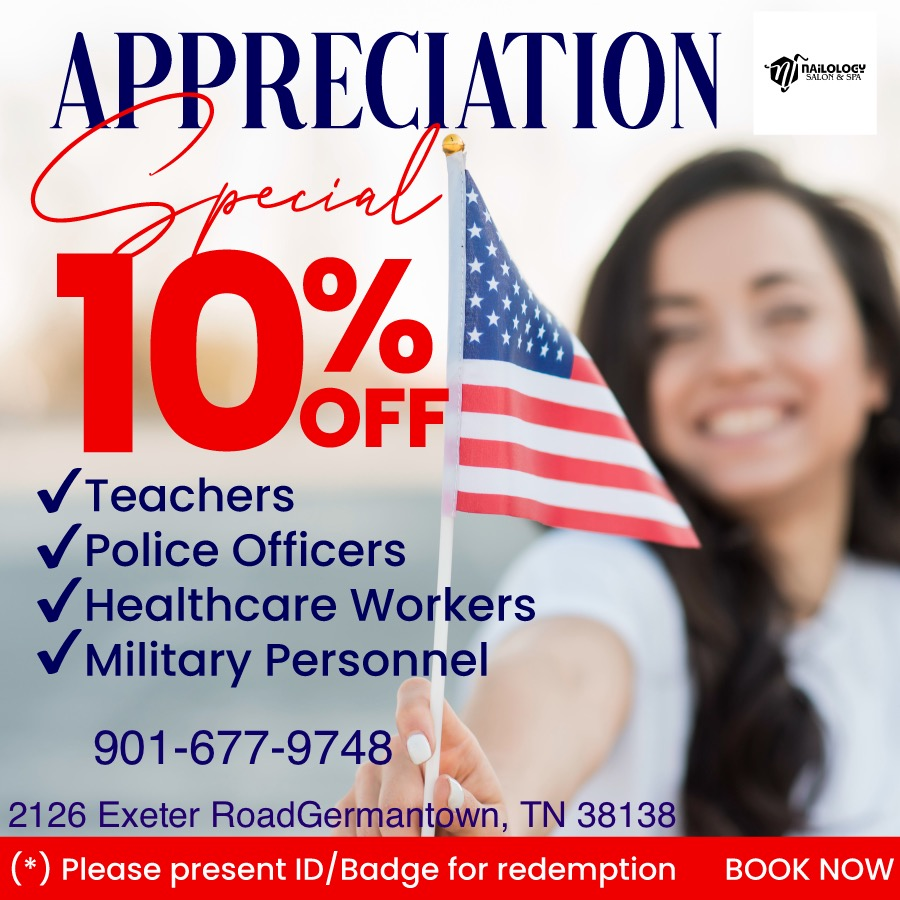 APPRECIATION
NAILOLOGY
SALON & SPA
Special
10%
OFF
✓Teachers
✓Police Officers
✓Healthcare Workers
✓Military Personnel
901-677-9748
2126 Exeter RoadGermantown, TN 38138
(*) Please present ID/Badge for redemption BOOK NOW